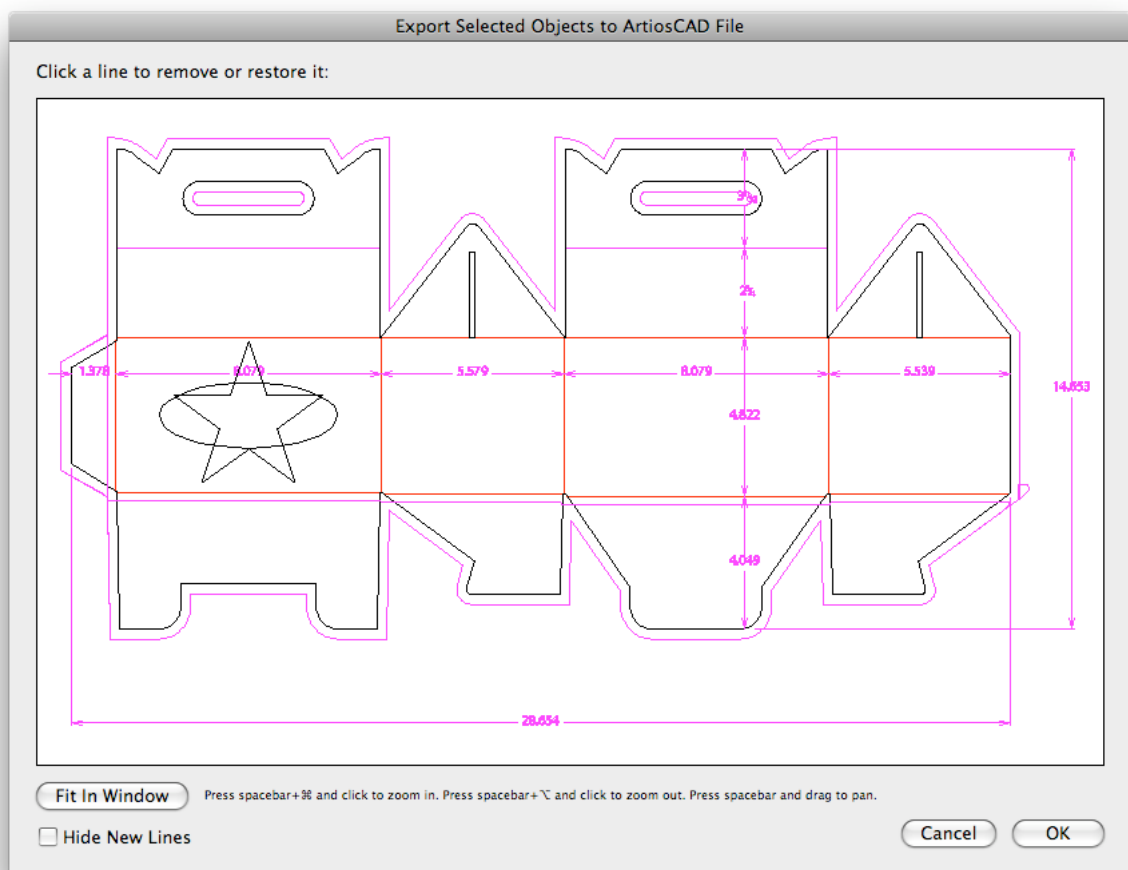 Export Selected Objects to ArtiosCAD File
Click a line to remove or restore it:
1.378
8.079
5.579
8.079
5.539
14.653
4.822
4.049
28.654
Fit In Window
Press spacebar+⌘ and click to zoom in. Press spacebar+⌥ and click to zoom out. Press spacebar and drag to pan.
Hide New Lines
Cancel
OK